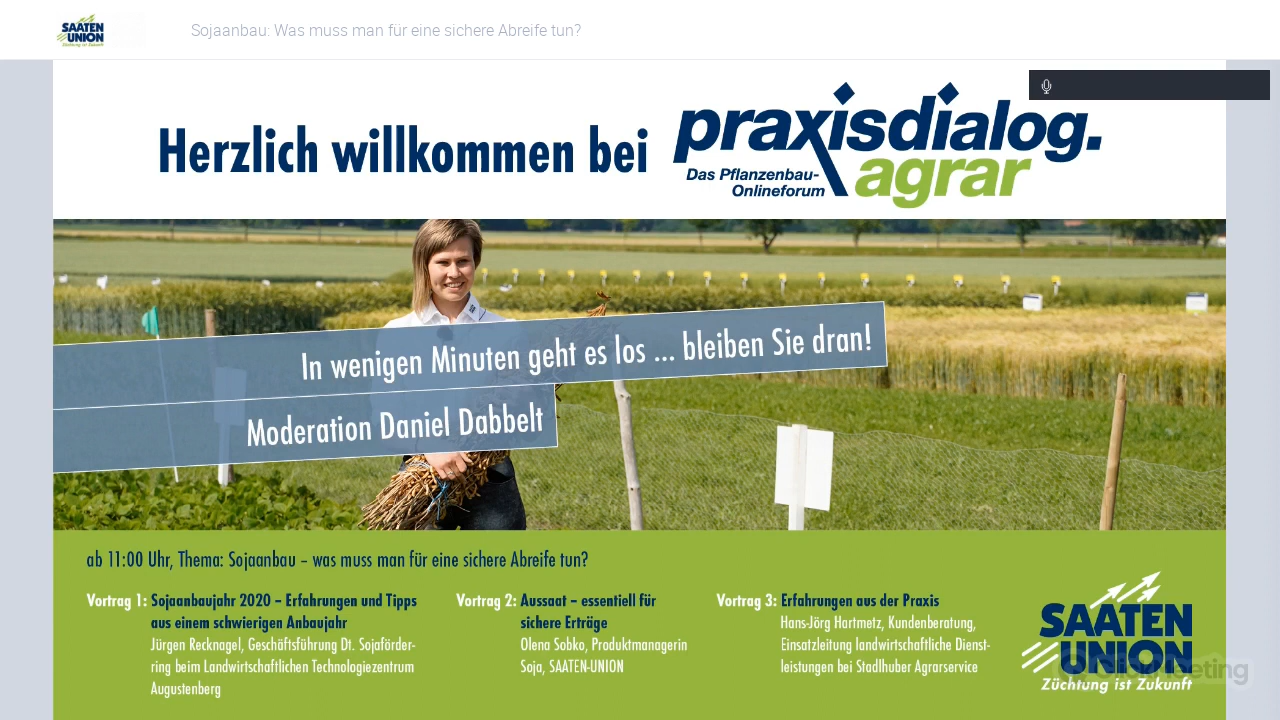 SAATEN
UNION
Züchtung ist Zukunft
Sojaanbau: Was muss man für eine sichere Abreife tun?
Herzlich willkommen bei
praxisdialog.
agrar
Das Pflanzenbau-
Onlineforum
In wenigen Minuten geht es los ... bleiben Sie dran!
Moderation Daniel Dabbelt
ab 11:00 Uhr, Thema: Sojaanbau – was muss man für eine sichere Abreife tun?
Vortrag 1: Sojaanbaujahr 2020 – Erfahrungen und Tipps
aus einem schwierigen Anbaujahr
Jürgen Recknagel, Geschäftsführung Dt. Sojaförder-
ring beim Landwirtschaftlichen Technologiezentrum
Augustenberg
Vortrag 2: Aussaat – essentiell für
sichere Erträge
Olena Sobko, Produktmanagerin
Soja, SAATEN-UNION
Vortrag 3: Erfahrungen aus der Praxis
Hans-Jörg Hartmetz, Kundenberatung,
Einsatzleitung landwirtschaftliche Dienst-
leistungen bei Stadlhuber Agrarservice
SAATEN
UNION
Züchtung ist Zukunft
ClickMeeting